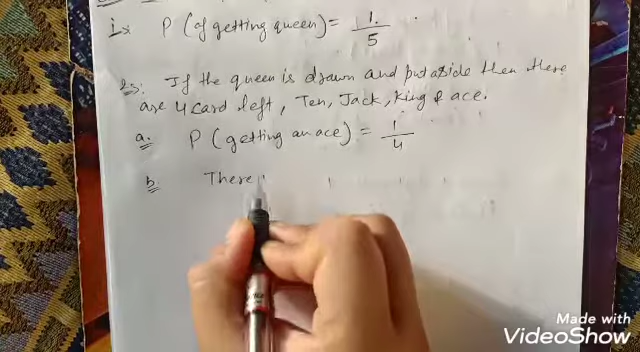 i, P (of getting queen) = 1/5
2, If the queen is drawn and put aside then there
are 4 card left, Ten, Jack, King & ace.
a. P (getting an ace) = 1/4
b. There
Made with
VideoShow